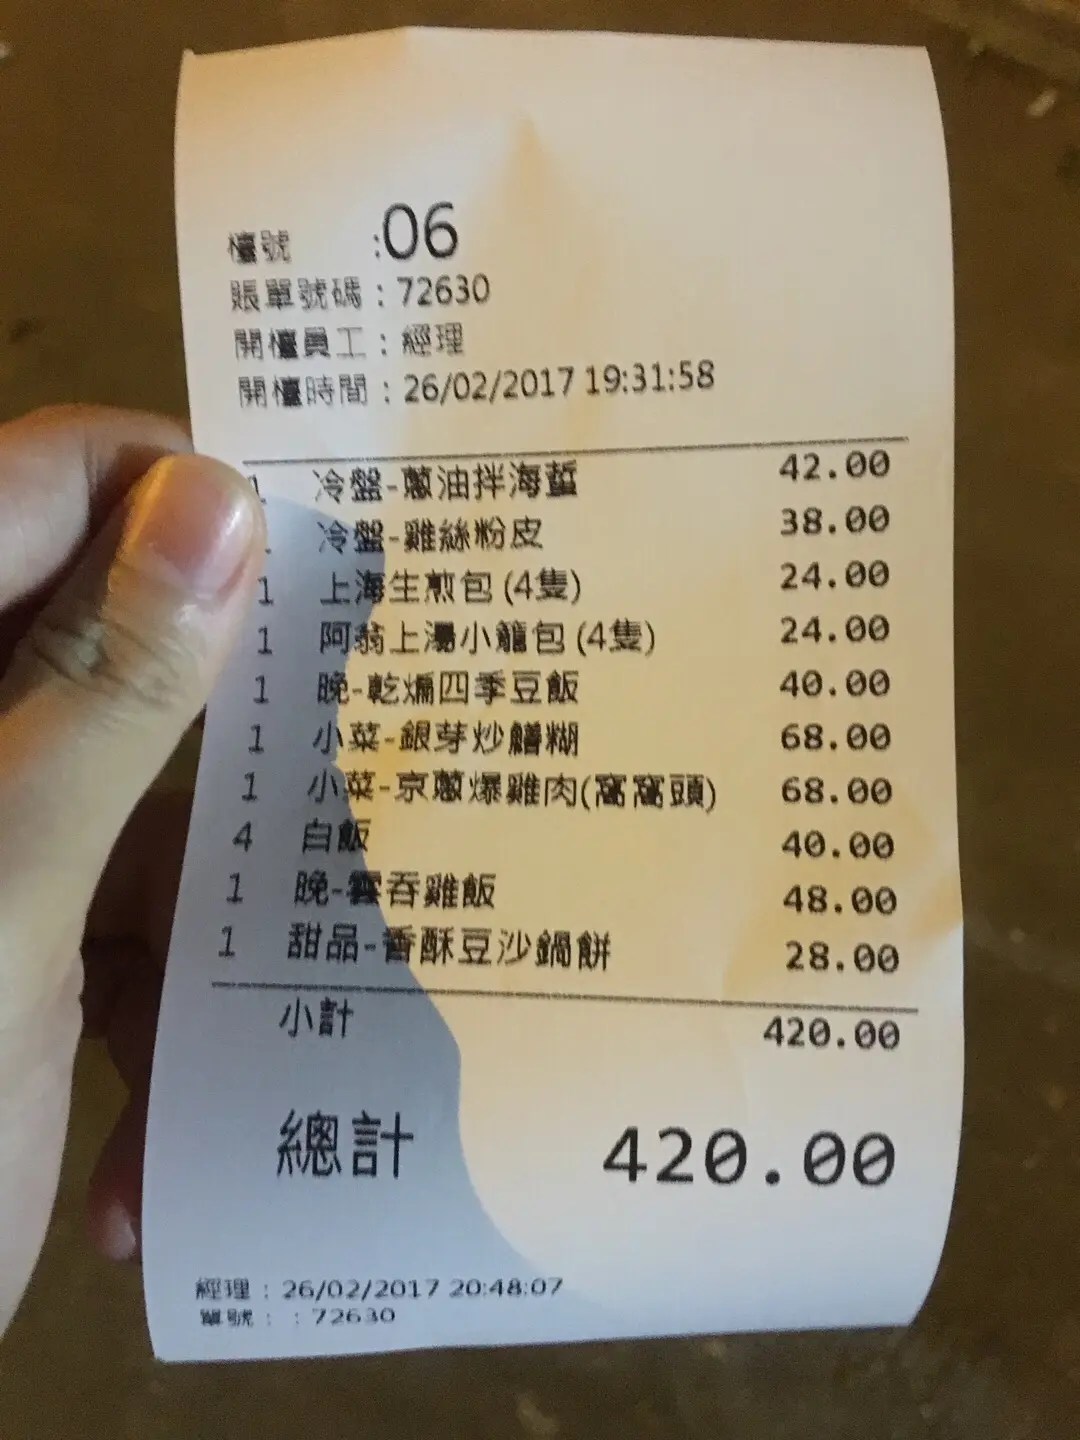 檯號 :06
賬單號碼 : 72630
開檯員工 : 經理
開檯時間 : 26/02/2017 19:31:58
1 冷盤-蔥油拌海蜇 42.00
冷盤-雞絲粉皮 38.00
1 上海生煎包 (4隻) 24.00
1 阿翁上湯小籠包 (4隻) 24.00
1 晚-乾煸四季豆飯 40.00
1 小菜-銀芽炒鱔糊 68.00
1 小菜-京蔥爆雞肉(窩窩頭) 68.00
4 白飯 40.00
1 晚-雲吞雞飯 48.00
1 甜品-香酥豆沙鍋餅 28.00
小計 420.00
總計 420.00
經理 : 26/02/2017 20:48:07
單號 : : 72630